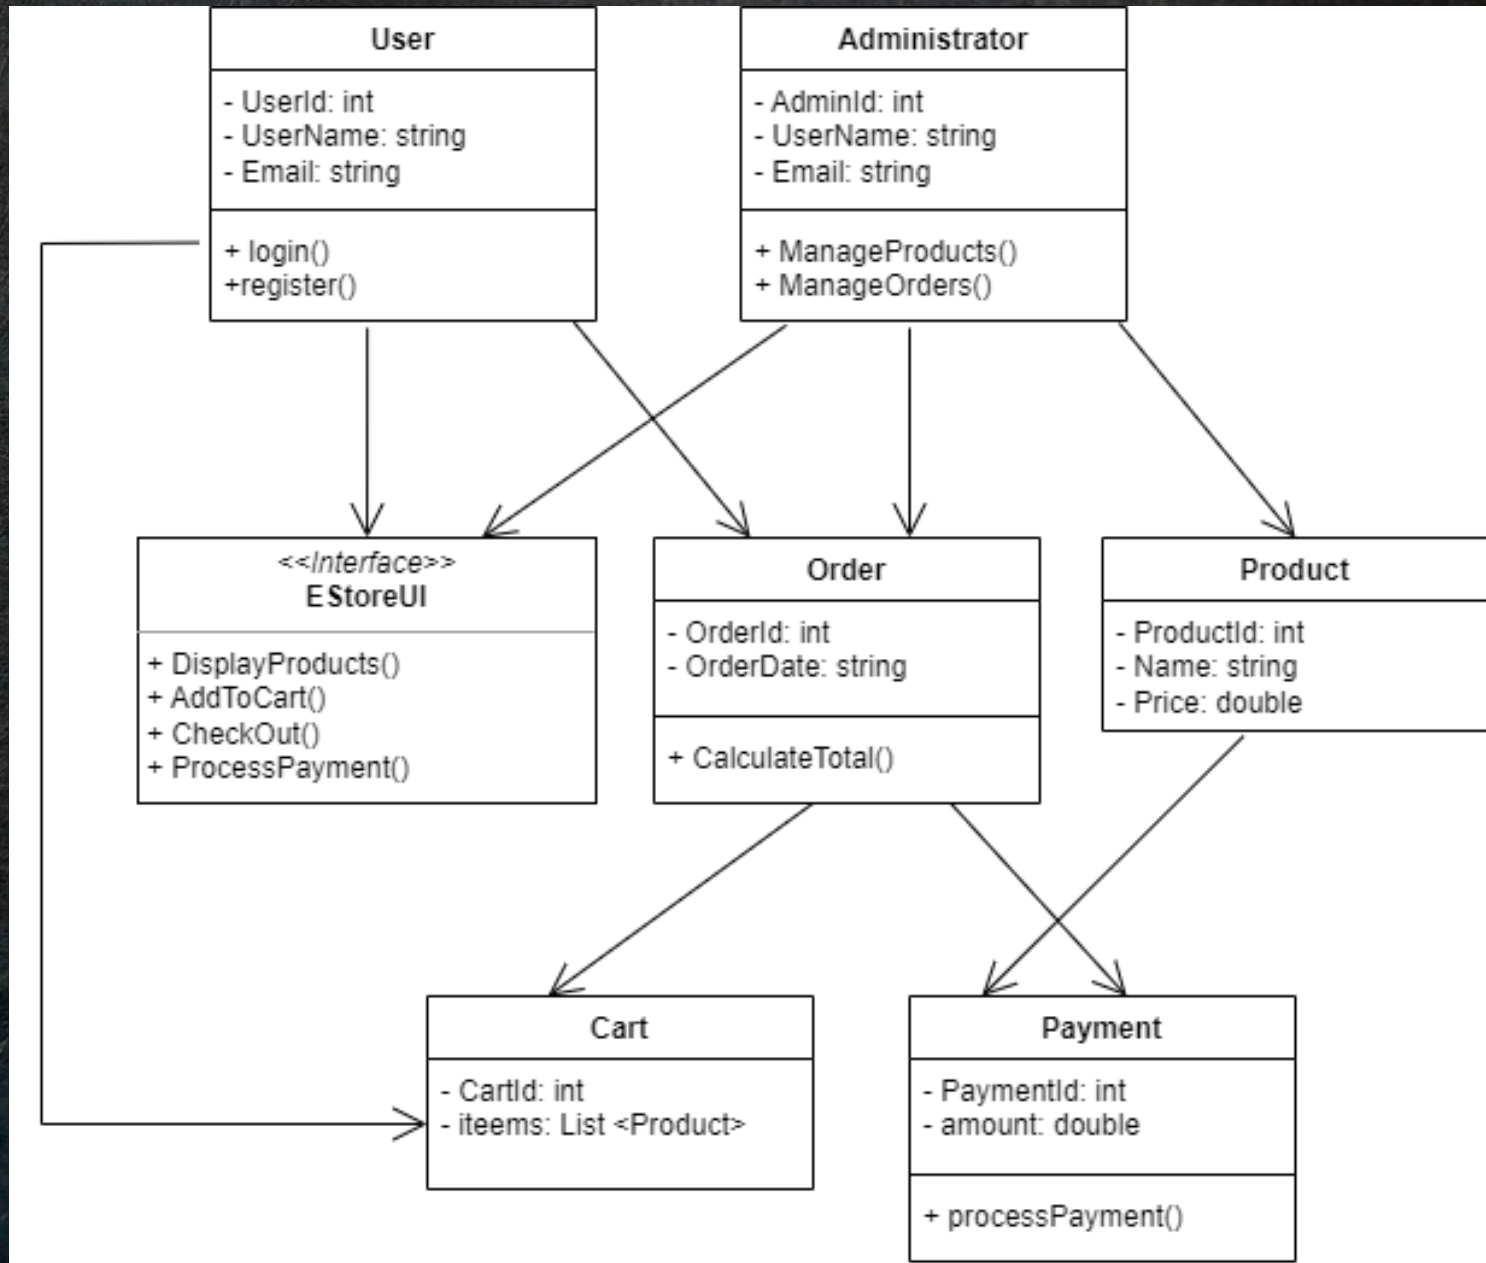 User
- UserId: int
- UserName: string
- Email: string
+ login()
+register()
Administrator
- AdminId: int
- UserName: string
- Email: string
+ ManageProducts()
+ ManageOrders()
<<Interface>>
EStoreUI
+ DisplayProducts()
+ AddToCart()
+ CheckOut()
+ ProcessPayment()
Order
- OrderId: int
- OrderDate: string
+ CalculateTotal()
Product
- ProductId: int
- Name: string
- Price: double
Cart
- CartId: int
- iteems: List <Product>
Payment
- PaymentId: int
- amount: double
+ processPayment()